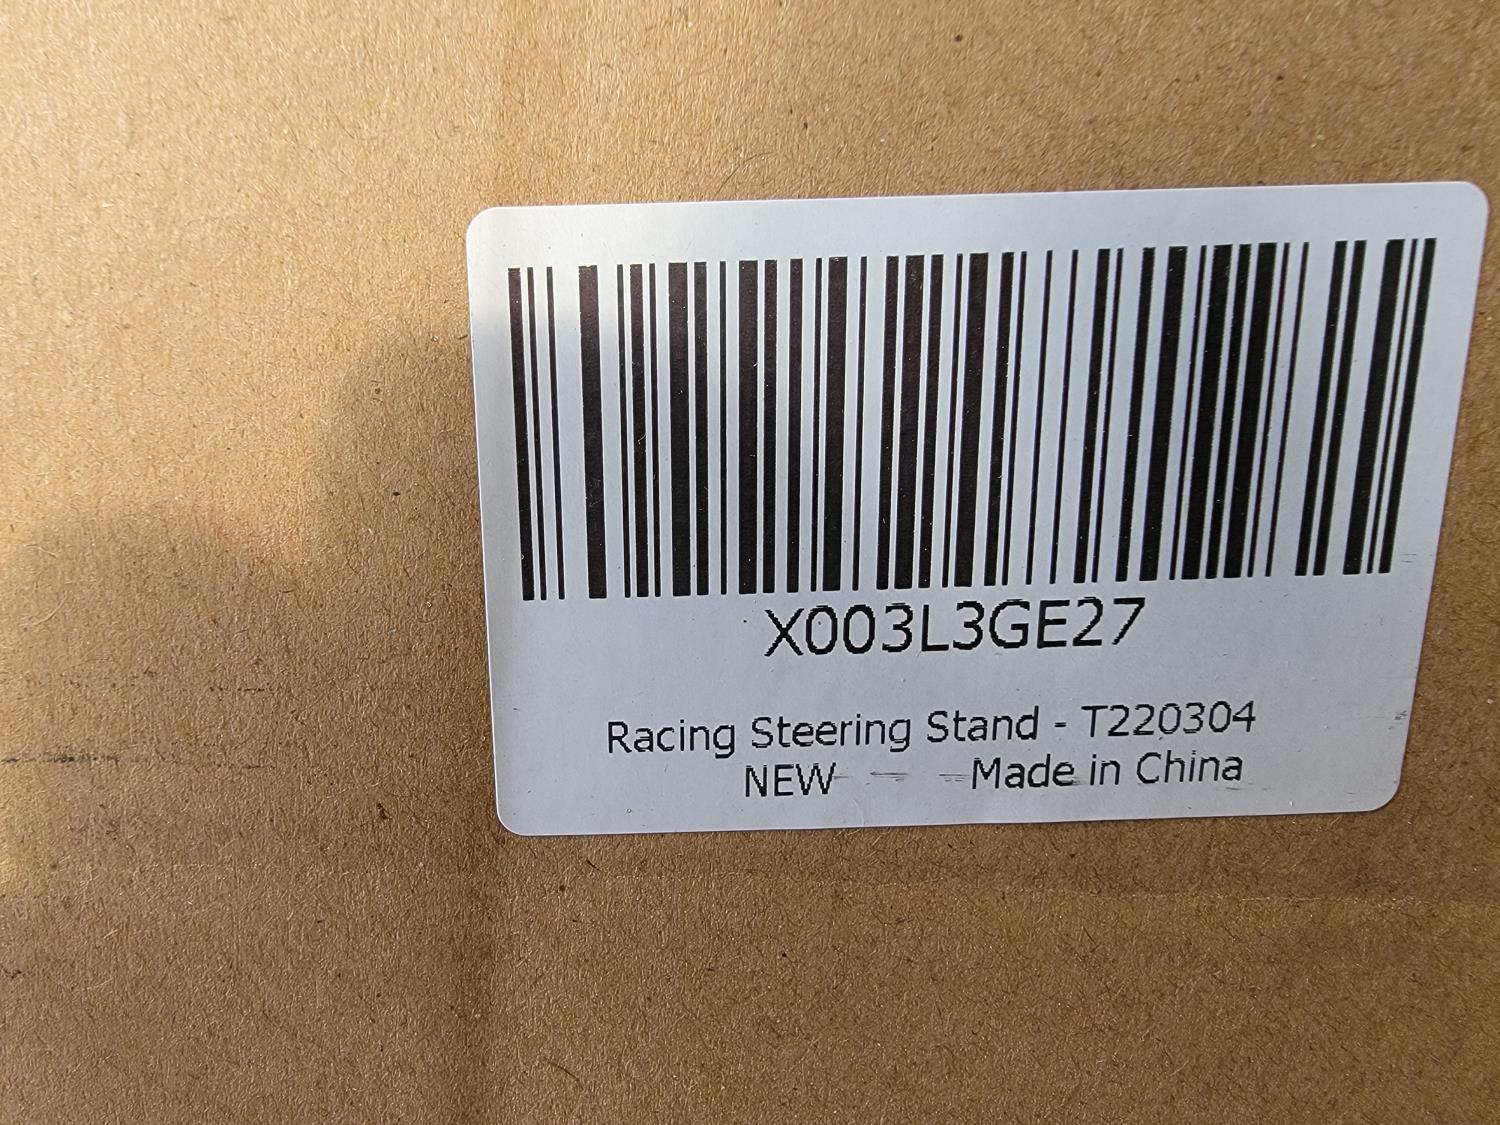 X003L3GE27
Racing Steering Stand - T220304
NEW Made in China